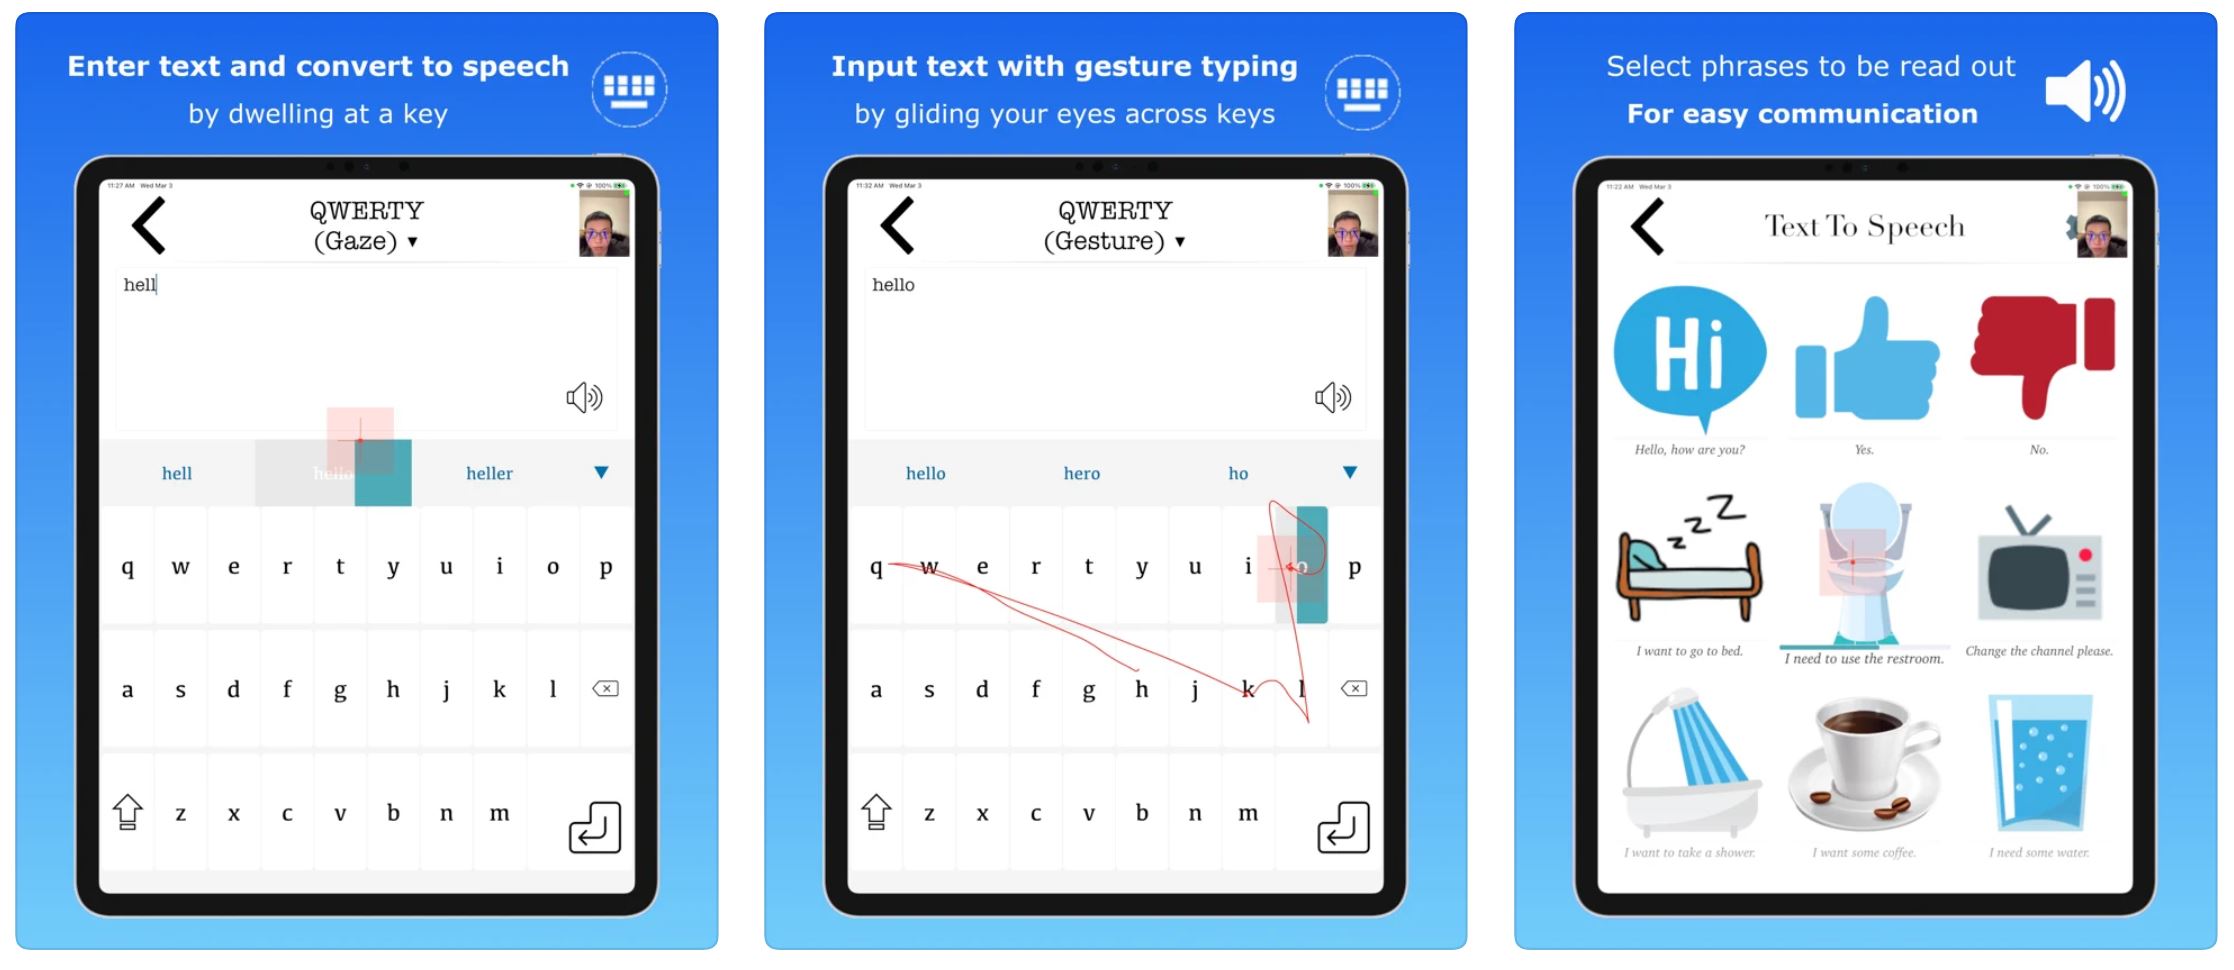 Enter text and convert to speech
by dwelling at a key
11:27 AM Wed Mar 3
100%
QWERTY
(Gaze) ▼
hell
hell hello heller ▼
q w e r t y u i o p
a s d f g h j k l
z x c v b n m
Input text with gesture typing
by gliding your eyes across keys
11:32 AM Wed Mar 3
100%
QWERTY
(Gesture) ▼
hello
hello hero ho ▼
q w e r t y u i o p
a s d f g h j k l
z x c v b n m
Select phrases to be read out
For easy communication
11:22 AM Wed Mar 3
100%
Text To Speech
Hi
Hello, how are you? Yes. No.
z z Z
I want to go to bed. I need to use the restroom. Change the channel please.
I want to take a shower. I want some coffee. I need some water.